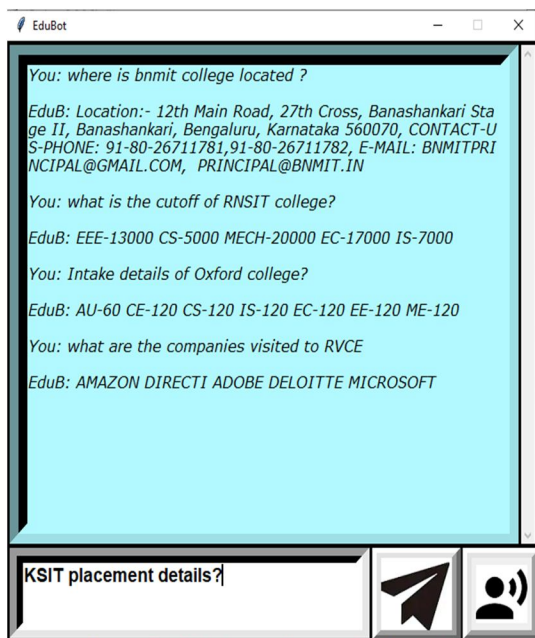 EduBot
You: where is bnmit college located ?
EduB: Location:- 12th Main Road, 27th Cross, Banashankari Sta
ge II, Banashankari, Bengaluru, Karnataka 560070, CONTACT-U
S-PHONE: 91-80-26711781,91-80-26711782, E-MAIL: BNMITPRI
NCIPAL@GMAIL.COM, PRINCIPAL@BNMIT.IN
You: what is the cutoff of RNSIT college?
EduB: EEE-13000 CS-5000 MECH-20000 EC-17000 IS-7000
You: Intake details of Oxford college?
EduB: AU-60 CE-120 CS-120 IS-120 EC-120 EE-120 ME-120
You: what are the companies visited to RVCE
EduB: AMAZON DIRECTI ADOBE DELOITTE MICROSOFT
KSIT placement details?